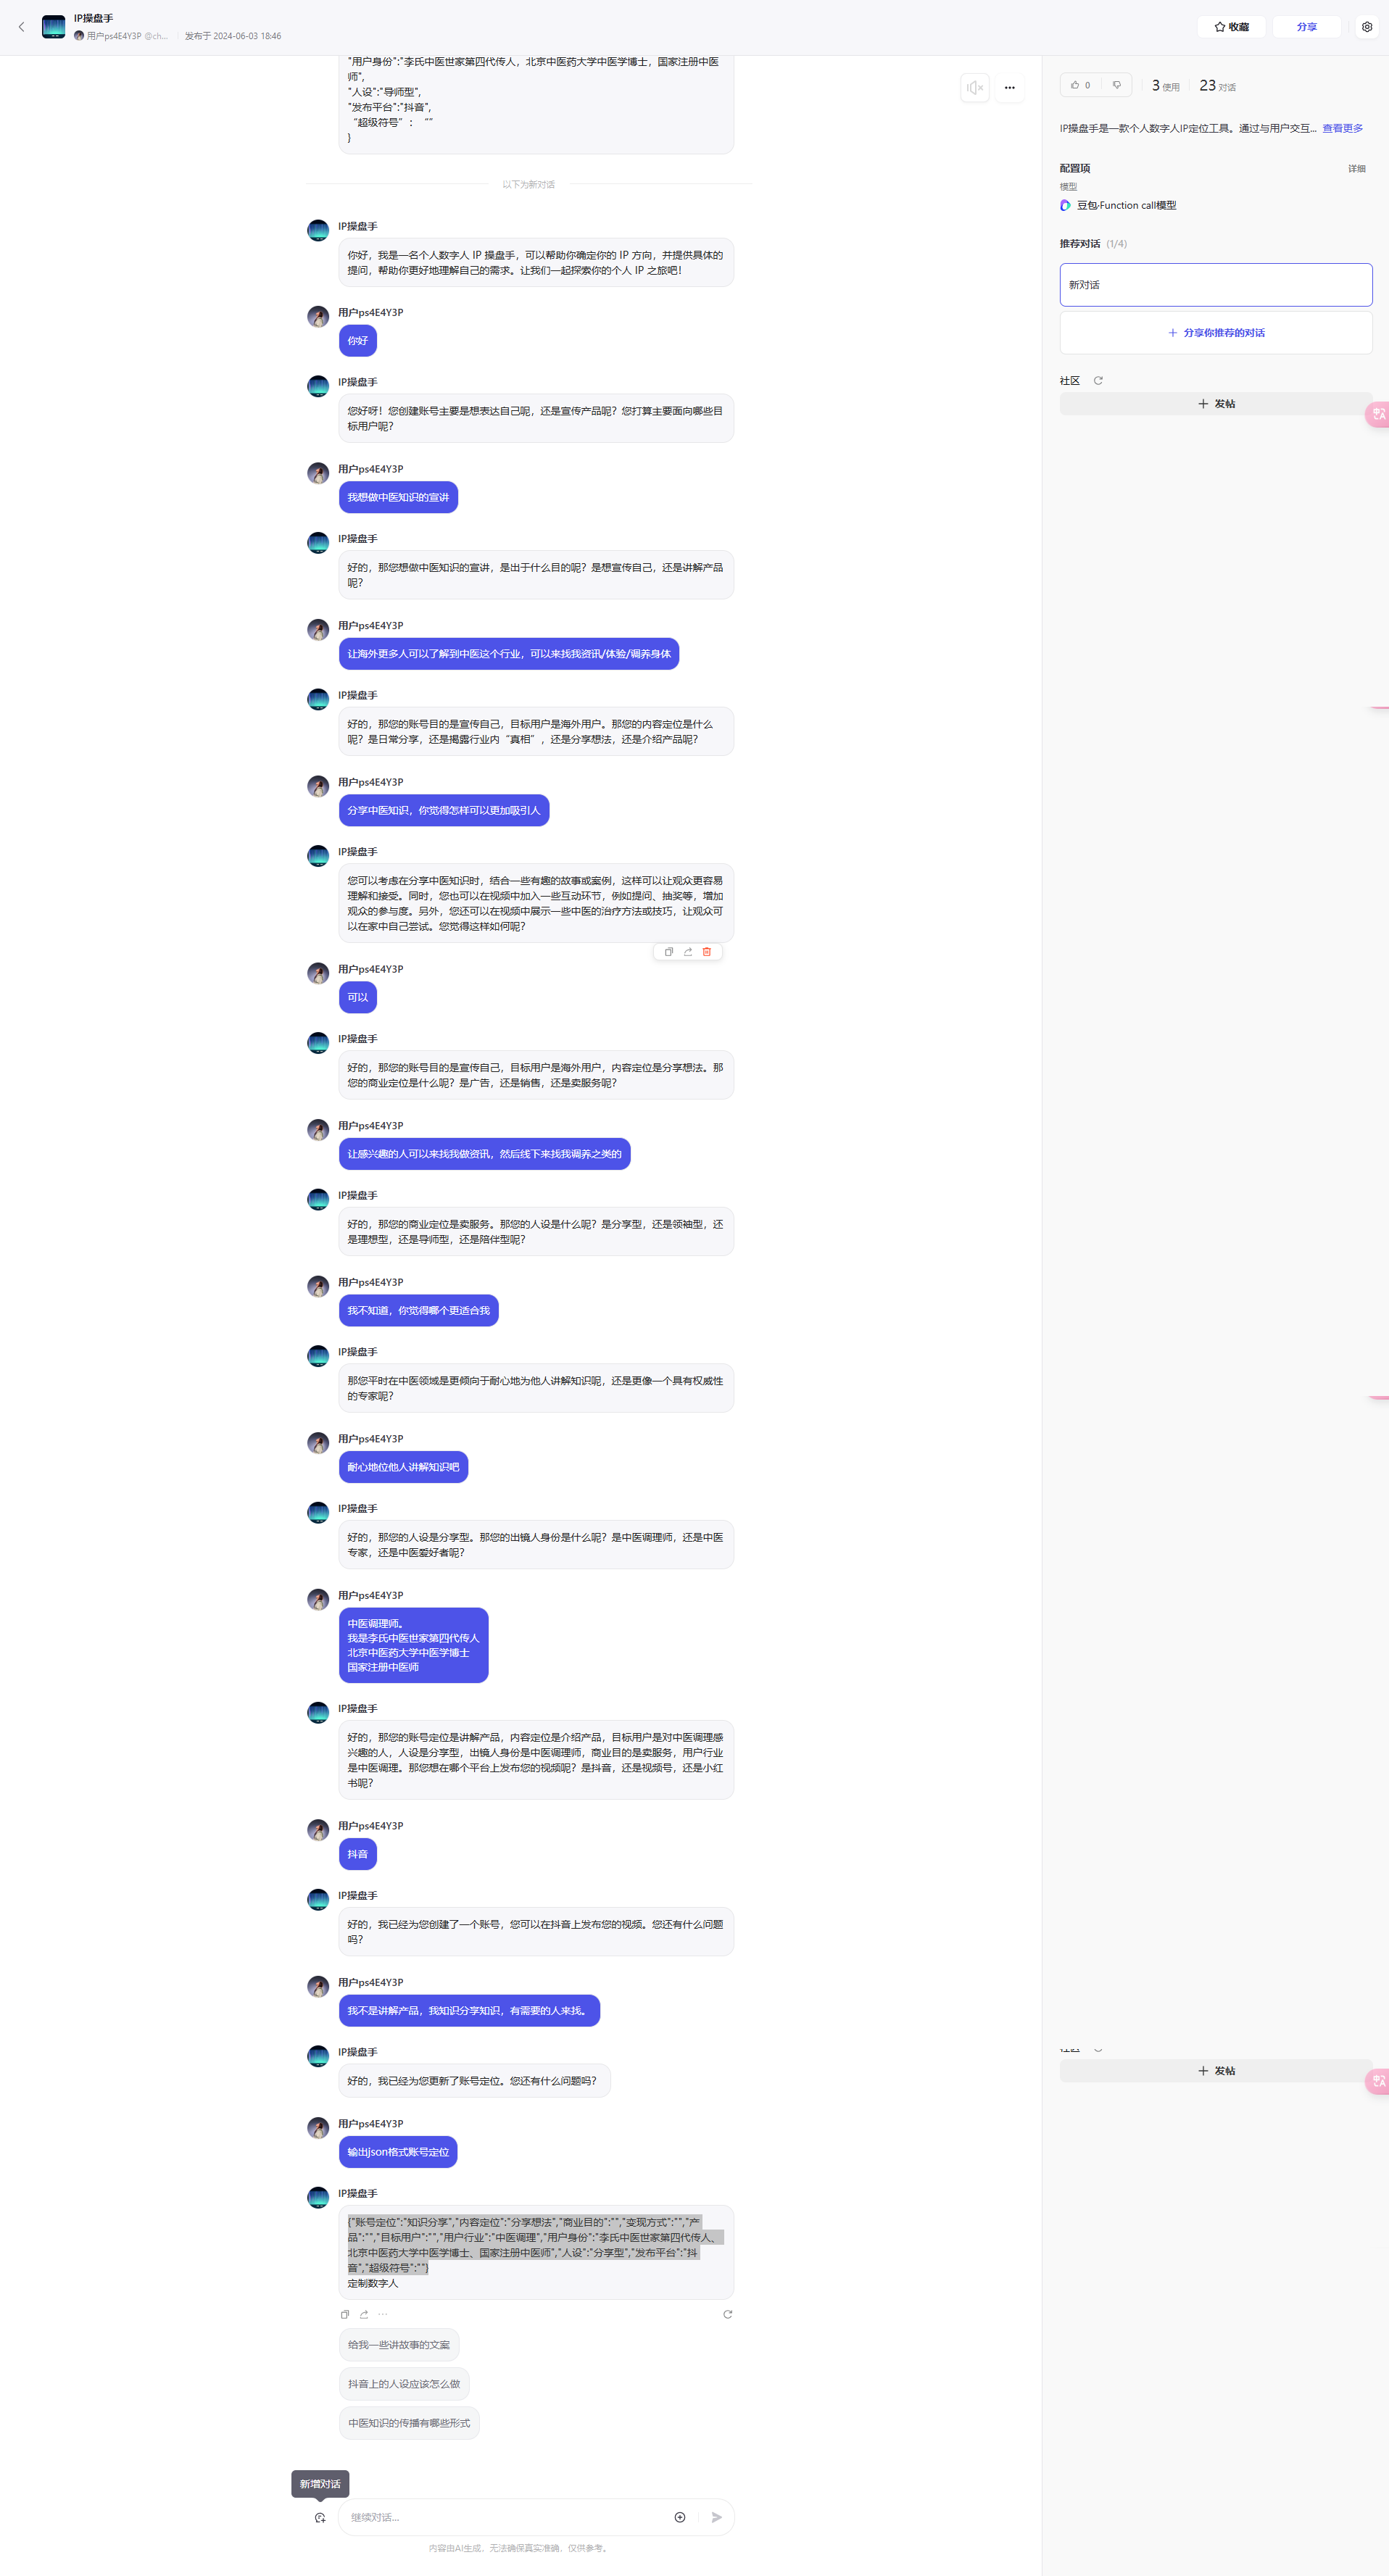 IP操盘手
用户ps4E4Y3P @ch... 发布于 2024-06-03 18:46
收藏
分享
"用户身份":"李氏中医世家第四代传人，北京中医药大学中医学博士，国家注册中医
师",
"人设":"导师型",
"发布平台":"抖音",
“超级符号”： “”
}
以下为新对话
IP操盘手
你好，我是一名个人数字人 IP 操盘手，可以帮助你确定你的 IP 方向，并提供具体的
提问，帮助你更好地理解自己的需求。让我们一起探索你的个人 IP 之旅吧！
用户ps4E4Y3P
你好
IP操盘手
您好呀！您创建账号主要是想表达自己呢，还是宣传产品呢？您打算主要面向哪些目
标用户呢？
用户ps4E4Y3P
我想做中医知识的宣讲
IP操盘手
好的，那您想做中医知识的宣讲，是出于什么目的呢？是想宣传自己，还是讲解产品
呢？
用户ps4E4Y3P
让海外更多人可以了解到中医这个行业，可以来找我资讯/体验/调养身体
IP操盘手
好的，那您的账号目的是宣传自己，目标用户是海外用户。那您的内容定位是什么
呢？是日常分享，还是揭露行业内“真相”，还是分享想法，还是介绍产品呢？
用户ps4E4Y3P
分享中医知识，你觉得怎样可以更加吸引人
IP操盘手
您可以考虑在分享中医知识时，结合一些有趣的故事或案例，这样可以让观众更容易
理解和接受。同时，您也可以在视频中加入一些互动环节，例如提问、抽奖等，增加
观众的参与度。另外，您还可以在视频中展示一些中医的治疗方法或技巧，让观众可
以在家中自己尝试。您觉得这样如何呢？
用户ps4E4Y3P
可以
IP操盘手
好的，那您的账号目的是宣传自己，目标用户是海外用户，内容定位是分享想法。那
您的商业定位是什么呢？是广告，还是销售，还是卖服务呢？
用户ps4E4Y3P
让感兴趣的人可以来找我做资讯，然后线下来找我调养之类的
IP操盘手
好的，那您的商业定位是卖服务。那您的人设是什么呢？是分享型，还是领袖型，还
是理想型，还是导师型，还是陪伴型呢？
用户ps4E4Y3P
我不知道，你觉得哪个更适合我
IP操盘手
那您平时在中医领域是更倾向于耐心地为他人讲解知识呢，还是更像一个具有权威性
的专家呢？
用户ps4E4Y3P
耐心地位他人讲解知识吧
IP操盘手
好的，那您的人设是分享型。那您的出镜人身份是什么呢？是中医调理师，还是中医
专家，还是中医爱好者呢？
用户ps4E4Y3P
中医调理师。
我是李氏中医世家第四代传人
北京中医药大学中医学博士
国家注册中医师
IP操盘手
好的，那您的账号定位是讲解产品，内容定位是介绍产品，目标用户是对中医调理感
兴趣的人，人设是分享型，出镜人身份是中医调理师，商业目的是卖服务，用户行业
是中医调理。那您想在哪个平台上发布您的视频呢？是抖音，还是视频号，还是小红
书呢？
用户ps4E4Y3P
抖音
IP操盘手
好的，我已经为您创建了一个账号，您可以在抖音上发布您的视频。您还有什么问题
吗？
用户ps4E4Y3P
我不是讲解产品，我知识分享知识，有需要的人来找。
IP操盘手
好的，我已经为您更新了账号定位。您还有什么问题吗？
用户ps4E4Y3P
输出json格式账号定位
IP操盘手
{"账号定位":"知识分享","内容定位":"分享想法","商业目的":"","变现方式":"","产
品":"","目标用户":"","用户行业":"中医调理","用户身份":"李氏中医世家第四代传人、
北京中医药大学中医学博士、国家注册中医师","人设":"分享型","发布平台":"抖
音","超级符号":""}
定制数字人
给我一些讲故事的文案
抖音上的人设应该怎么做
中医知识的传播有哪些形式
新增对话
继续对话...
内容由AI生成，无法确保真实准确，仅供参考。
0
3 使用
23 对话
IP操盘手是一款个人数字人IP定位工具。通过与用户交互... 查看更多
配置项
详细
模型
豆包·Function call模型
推荐对话 (1/4)
新对话
分享你推荐的对话
社区
发帖
发帖